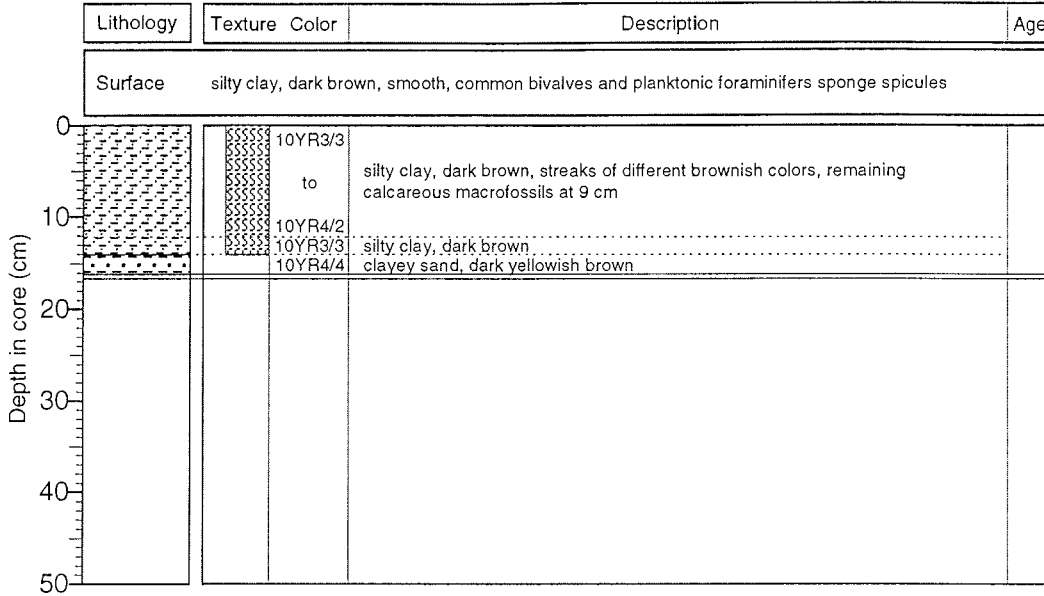 Lithology Texture Color Description Age
Surface silty clay, dark brown, smooth, common bivalves and planktonic foraminifers sponge spicules
0
10YR3/3
silty clay, dark brown, streaks of different brownish colors, remaining
to
calcareous macrofossils at 9 cm
10
10YR4/2
10YR3/3 silty clay, dark brown
10YR4/4 clayey sand, dark yellowish brown
20
30
40
50
Depth in core (cm)